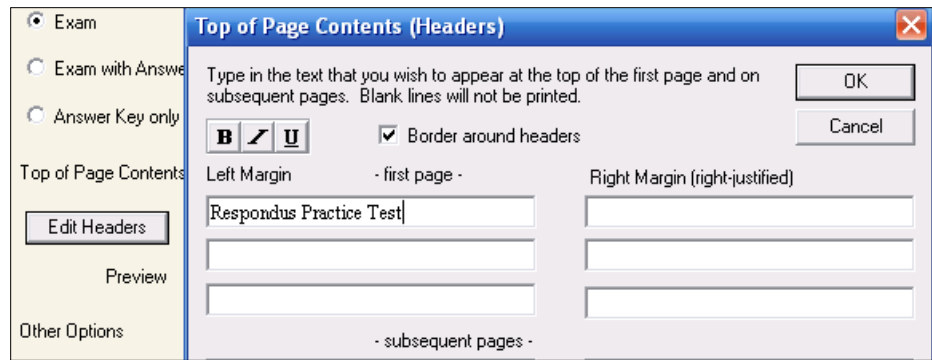 Exam
Exam with Answe
Answer Key only
Top of Page Contents
Edit Headers
Preview
Other Options
Top of Page Contents (Headers)
Type in the text that you wish to appear at the top of the first page and on
subsequent pages. Blank lines will not be printed.
OK
Cancel
B I U
Border around headers
Left Margin - first page - Right Margin (right-justified)
Respondus Practice Test
- subsequent pages -